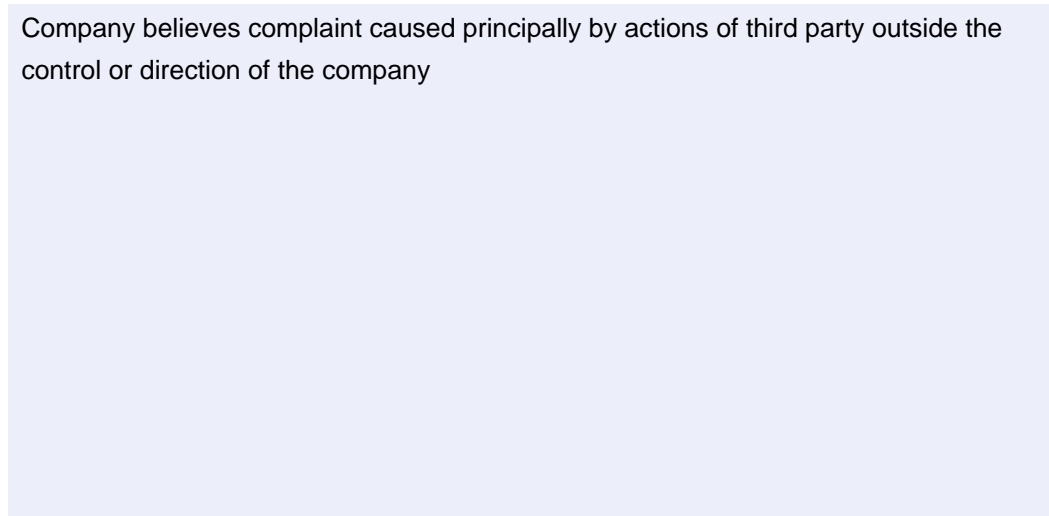 Company believes complaint caused principally by actions of third party outside the
control or direction of the company